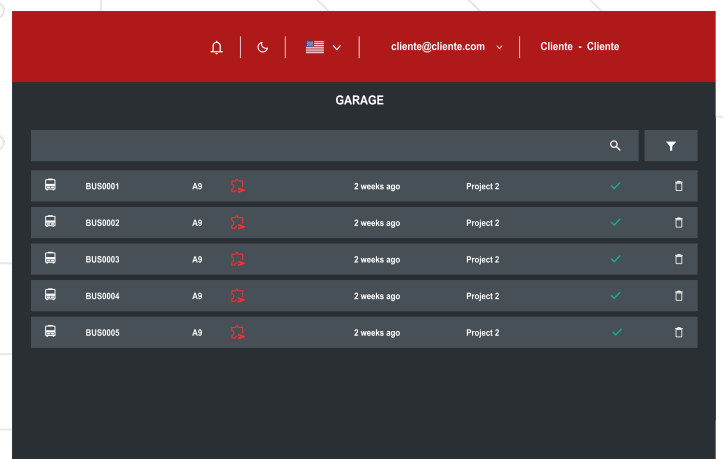 cliente@cliente.com Cliente - Cliente
GARAGE
BUS0001 A9 2 weeks ago Project 2
BUS0002 A9 2 weeks ago Project 2
BUS0003 A9 2 weeks ago Project 2
BUS0004 A9 2 weeks ago Project 2
BUS0005 A9 2 weeks ago Project 2